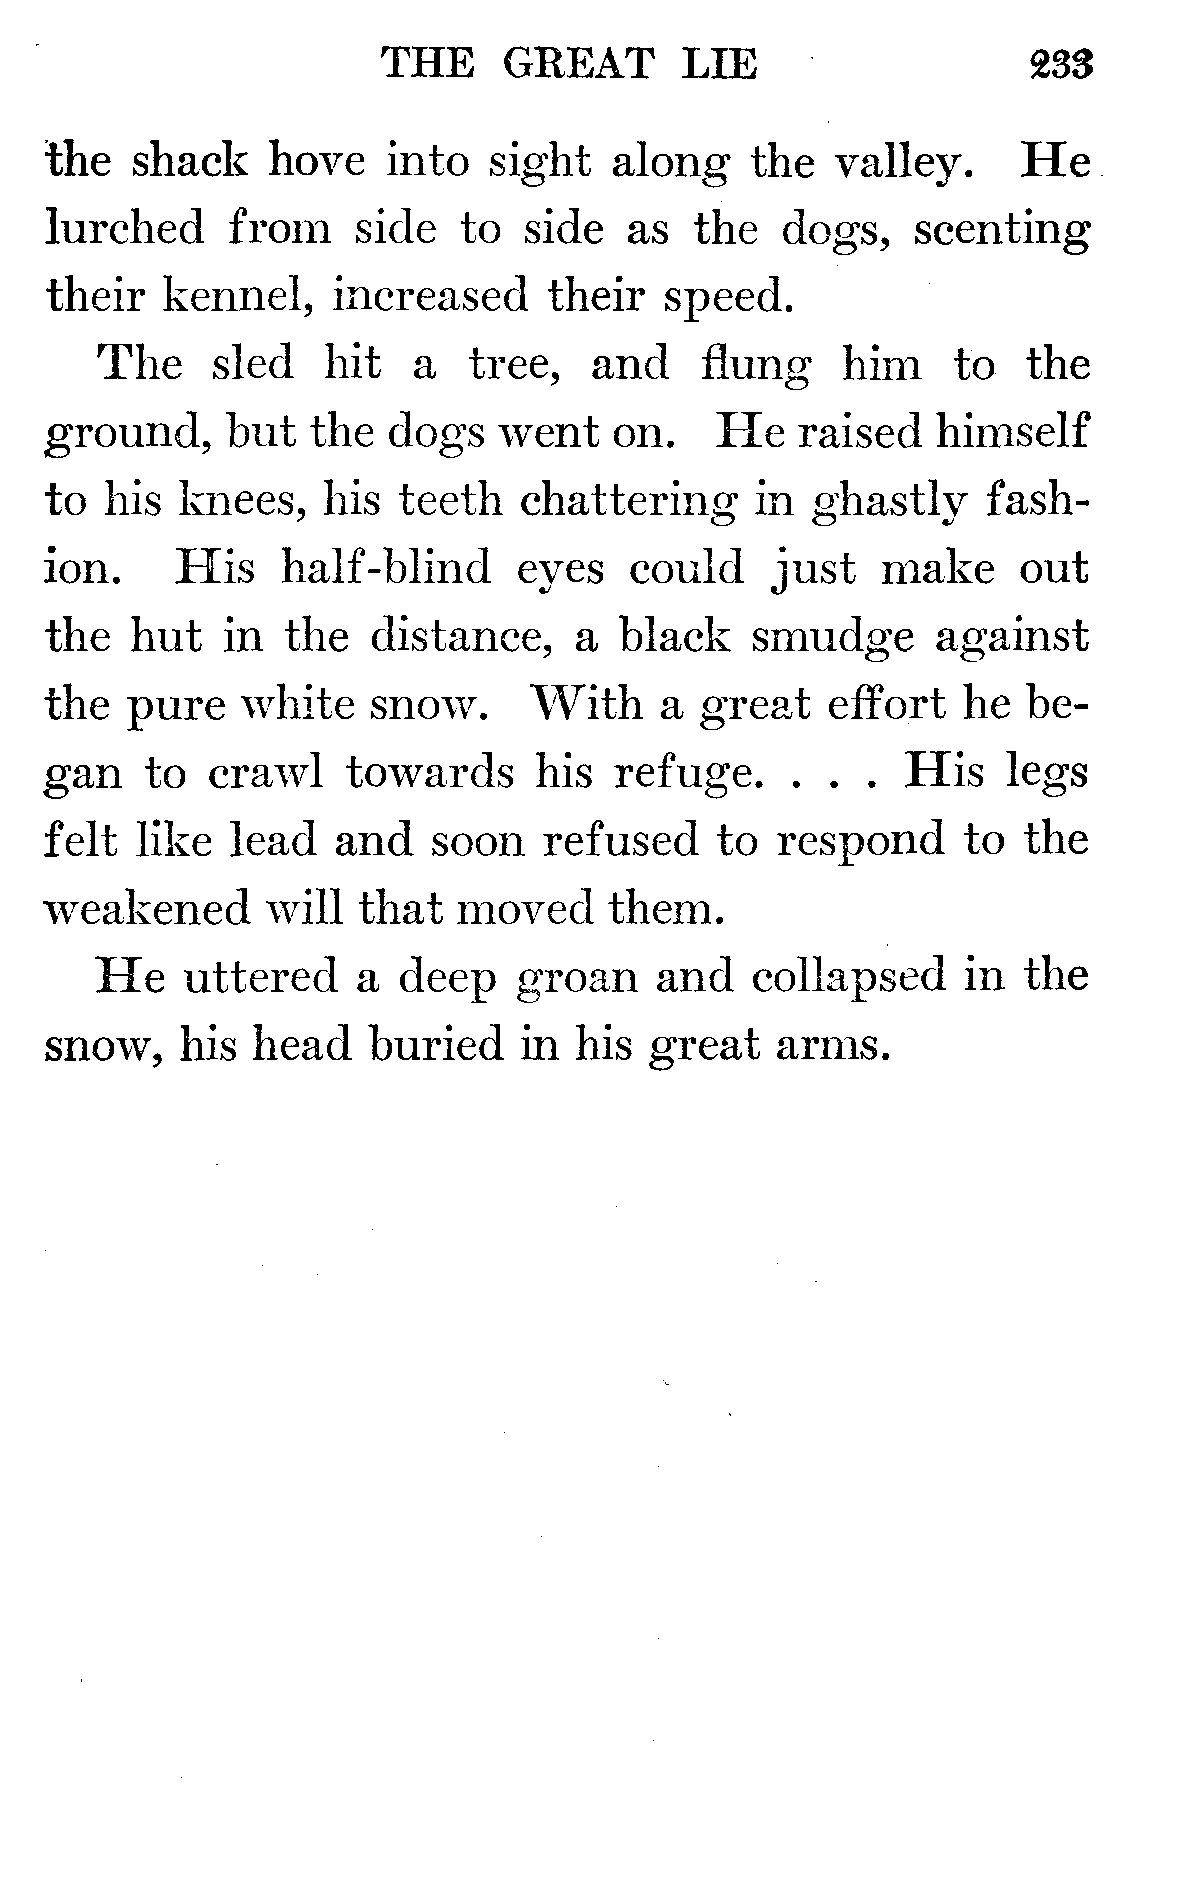 THE GREAT LIE 233
the shack hove into sight along the valley. He
lurched from side to side as the dogs, scenting
their kennel, increased their speed.
The sled hit a tree, and flung him to the
ground, but the dogs went on. He raised himself
to his knees, his teeth chattering in ghastly fash-
ion. His half-blind eyes could just make out
the hut in the distance, a black smudge against
the pure white snow. With a great effort he be-
gan to crawl towards his refuge. . . . His legs
felt like lead and soon refused to respond to the
weakened will that moved them.
He uttered a deep groan and collapsed in the
snow, his head buried in his great arms.